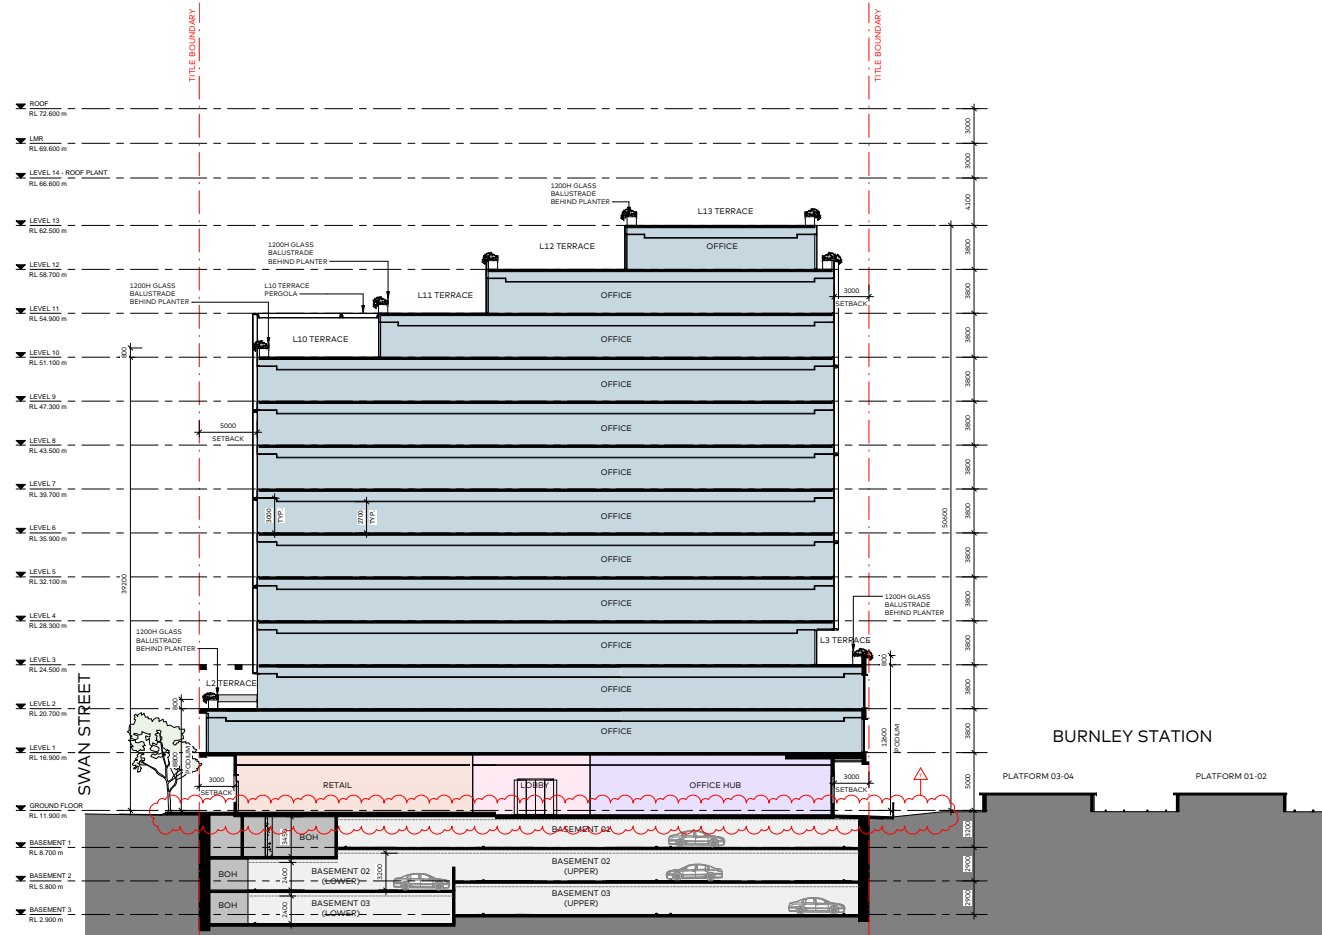 TITLE BOUNDARY
TITLE BOUNDARY
ROOF
RL 72.600 m
3000
LMR
RL 69.600 m
3000
LEVEL 14 - ROOF PLANT
RL 66.600 m
4100
1200H GLASS
BALUSTRADE
BEHIND PLANTER
L13 TERRACE
LEVEL 13
RL 62.500 m
OFFICE
3800
L12 TERRACE
1200H GLASS
BALUSTRADE
BEHIND PLANTER
LEVEL 12
RL 58.700 m
OFFICE
3800
3000
SETBACK
L11 TERRACE
L10 TERRACE
PERGOLA
1200H GLASS
BALUSTRADE
BEHIND PLANTER
LEVEL 11
RL 54.900 m
L10 TERRACE
OFFICE
3800
800
LEVEL 10
RL 51.100 m
OFFICE
3800
LEVEL 9
RL 47.300 m
5000
SETBACK
OFFICE
3800
LEVEL 8
RL 43.500 m
OFFICE
3800
LEVEL 7
RL 39.700 m
3000
TYP.
2700
TYP.
OFFICE
3800
50600
LEVEL 6
RL 35.900 m
OFFICE
3800
LEVEL 5
RL 32.100 m
39200
OFFICE
3800
LEVEL 4
RL 28.300 m
1200H GLASS
BALUSTRADE
BEHIND PLANTER
1200H GLASS
BALUSTRADE
BEHIND PLANTER
OFFICE
L3 TERRACE
3800
800
LEVEL 3
RL 24.500 m
L2 TERRACE
OFFICE
3800
800
LEVEL 2
RL 20.700 m
OFFICE
3800
12600
PODIUM
8800
PODIUM
SWAN STREET
BURNLEY STATION
LEVEL 1
RL 16.900 m
3000
SETBACK
RETAIL
LOBBY
OFFICE HUB
3000
SETBACK
5000
PLATFORM 03-04
PLATFORM 01-02
GROUND FLOOR
RL 11.900 m
3450
BOH
BASEMENT 01
3200
BASEMENT 1
RL 8.700 m
BOH
2400
BASEMENT 02
(LOWER)
3200
BASEMENT 02
(UPPER)
2900
BASEMENT 2
RL 5.800 m
BOH
2400
BASEMENT 03
(LOWER)
BASEMENT 03
(UPPER)
2900
BASEMENT 3
RL 2.900 m